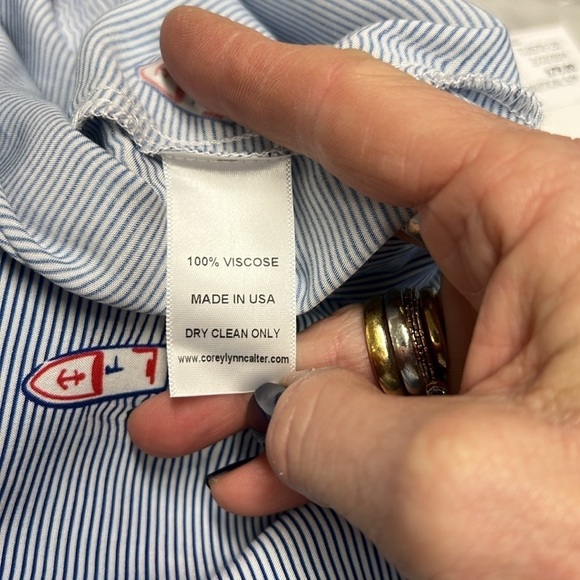 100% VISCOSE
MADE IN USA
DRY CLEAN ONLY
www.coreylynncalter.com